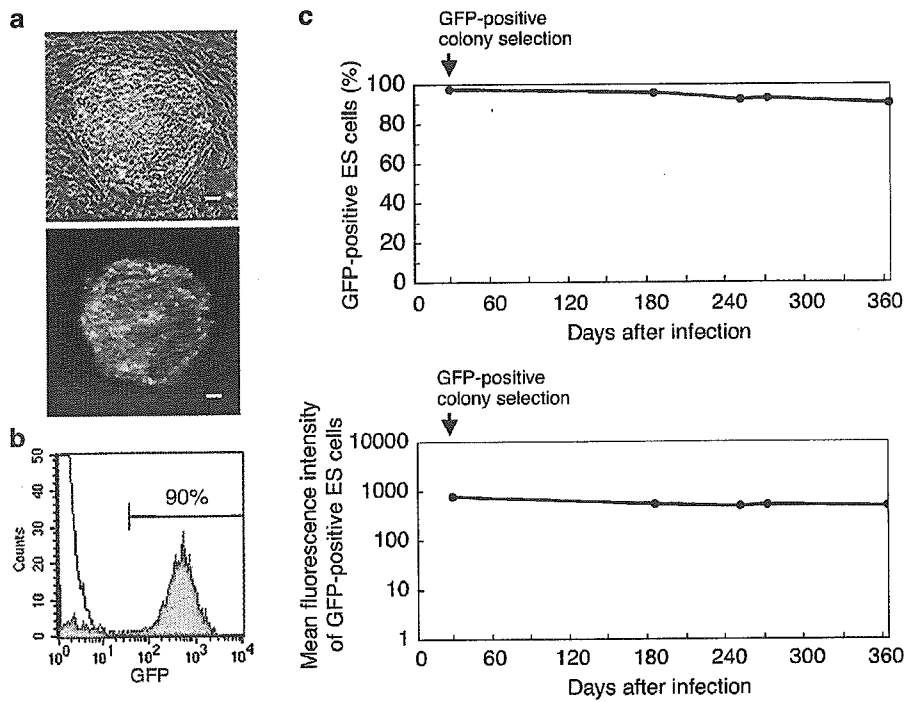 a
b
50
40
30
20
10
0
Counts
90%
10⁰ 10¹ 10² 10³ 10⁴
GFP
c
GFP-positive
colony selection
GFP-positive ES cells (%)
100
80
60
40
20
0
0 60 120 180 240 300 360
Days after infection
GFP-positive
colony selection
Mean fluorescence intensity
of GFP-positive ES cells
10000
1000
100
10
1
0 60 120 180 240 300 360
Days after infection